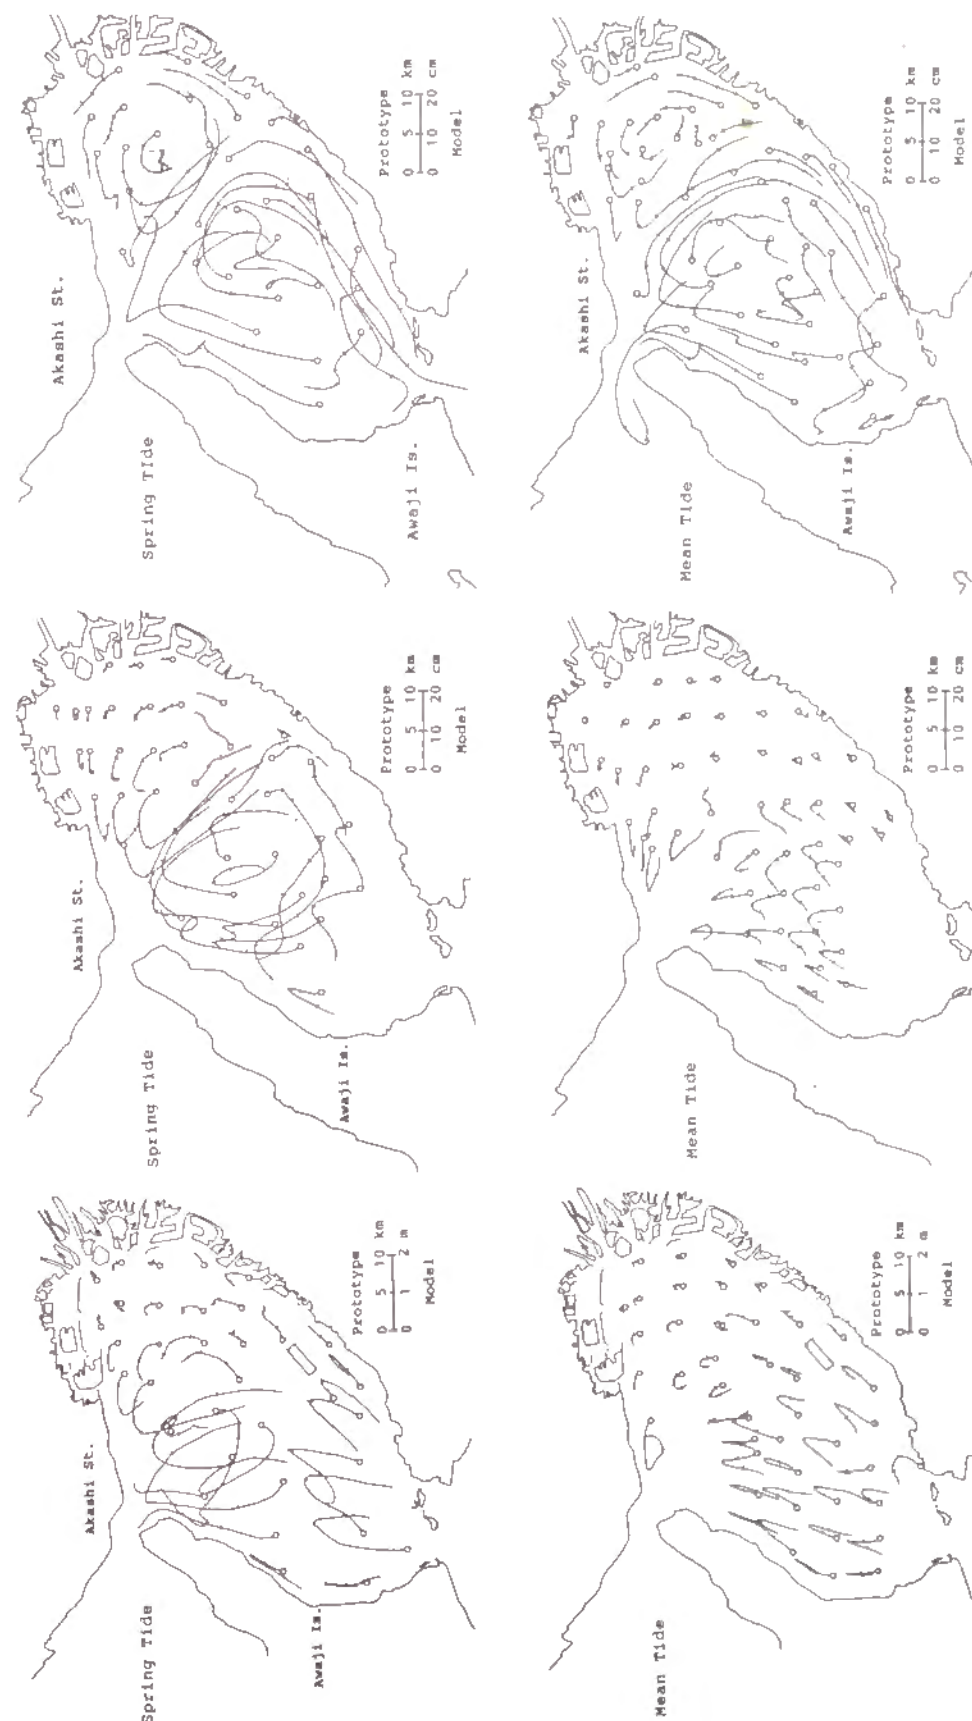 Akashi St.
Spring TIde
Awaji Is.
Prototype
0 5 10 km
0 10 20 cm
Model
Akashi St.
Mean Tide
Awaji Is.
Prototype
0 5 10 km
0 10 20 cm
Model
Akashi St.
Spring Tide
Awaji Is.
Prototype
0 5 10 km
0 10 20 cm
Model
Mean Tide
Prototype
0 5 10 km
0 10 20 cm
Model
Akashi St.
Spring Tide
Awaji Is.
Prototype
0 5 10 km
0 1 2 m
Model
Mean Tide
Prototype
0 5 10 km
0 1 2 m
Model